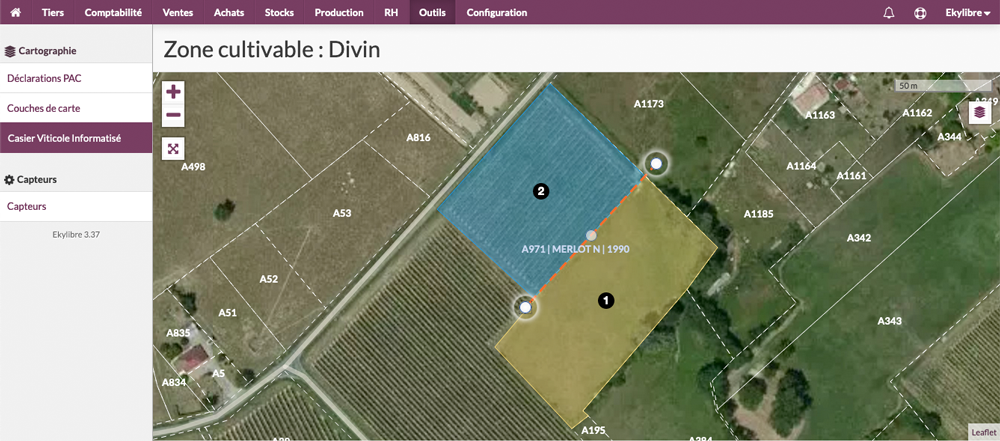 Tiers
Comptabilité
Ventes
Achats
Stocks
Production
RH
Outils
Configuration
Ekylibre
Cartographie
Déclarations PAC
Couches de carte
Casier Viticole Informatisé
Capteurs
Capteurs
Ekylibre 3.37
Zone cultivable : Divin
50 m
A1173
A1163
A1162
A344
A816
A498
A1164
A1161
2
A53
A1185
A342
A971 | MERLOT N | 1990
A52
1
A51
A343
A835
A834
A5
A195
Leaflet